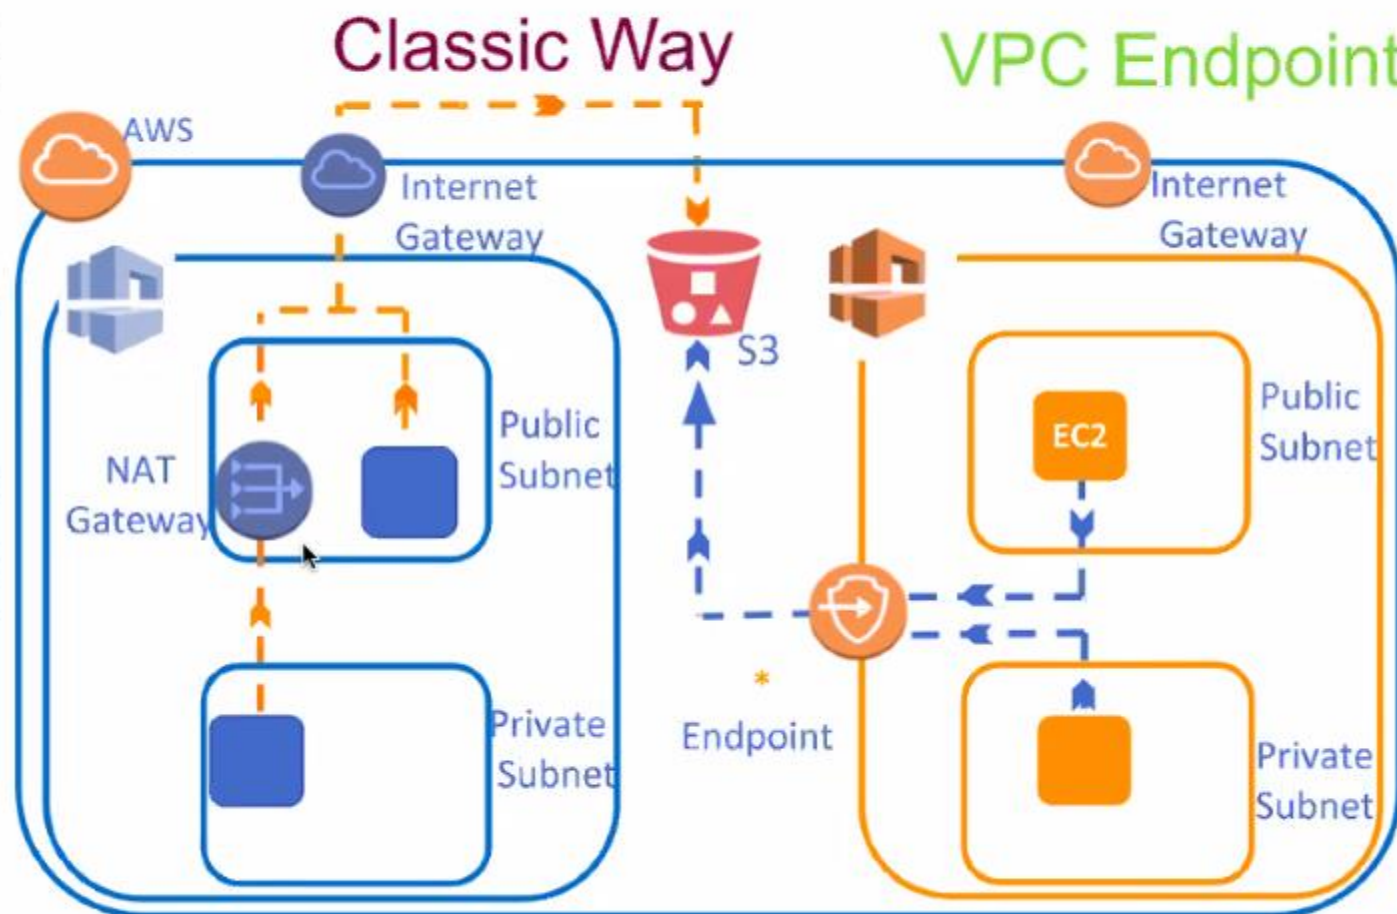 Classic Way
VPC Endpoint
AWS
Internet
Gateway
Internet
Gateway
S3
Public
Subnet
EC2
Public
Subnet
NAT
Gateway
*
Endpoint
Private
Subnet
Private
Subnet